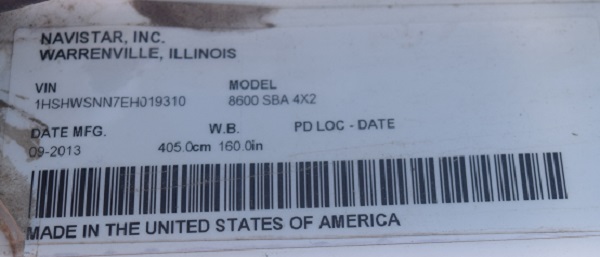 NAVISTAR, INC.
WARRENVILLE, ILLINOIS
VIN MODEL
1HSHWSNN7EH019310 8600 SBA 4X2
DATE MFG. W.B. PD LOC - DATE
09-2013 405.0cm 160.0in
MADE IN THE UNITED STATES OF AMERICA